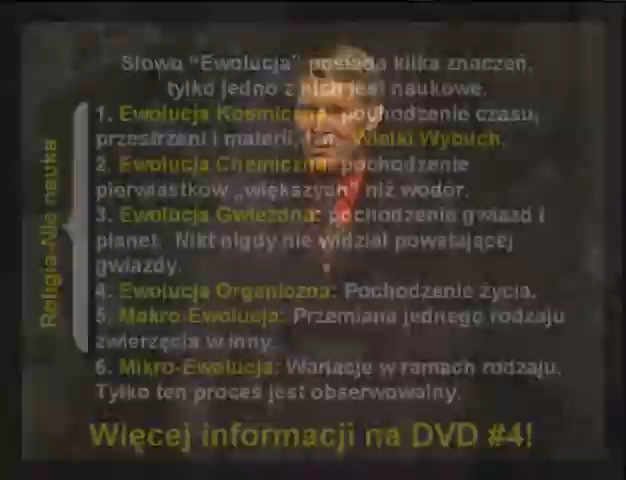 Słowo "Ewolucja" posiada kilka znaczeń,
tylko jedno z nich jest naukowe.
1. Ewolucja Kosmiczna: pochodzenie czasu,
przestrzeni i materii, Wielki Wybuch.
2. Ewolucja Chemiczna: pochodzenie
pierwiastków „większych” niż wodór.
3. Ewolucja Gwiezdna: pochodzenie gwiazd i
planet. Nikt nigdy nie widział powstającej
gwiazdy.
4. Ewolucja Organiczna: Pochodzenie życia.
5. Makro-Ewolucja: Przemiana jednego rodzaju
zwierzęcia w inny.
6. Mikro-Ewolucja: Wariacje w ramach rodzaju.
Tylko ten proces jest obserwowalny.
Religia-Nie nauka
Więcej informacji na DVD #4!